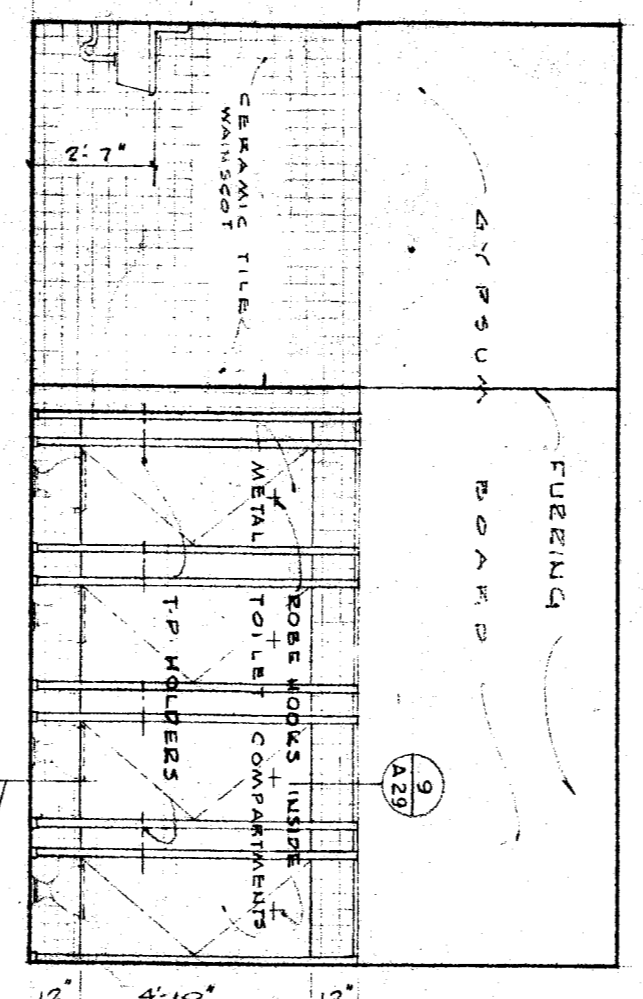 FURRING
GYPSUM BOARD
CERAMIC TILE
WAINSCOT
2'-7"
ROBE HOOKS INSIDE
METAL TOILET COMPARTMENTS
T.P. HOLDERS
9
A29
12"
4'-10"
12"